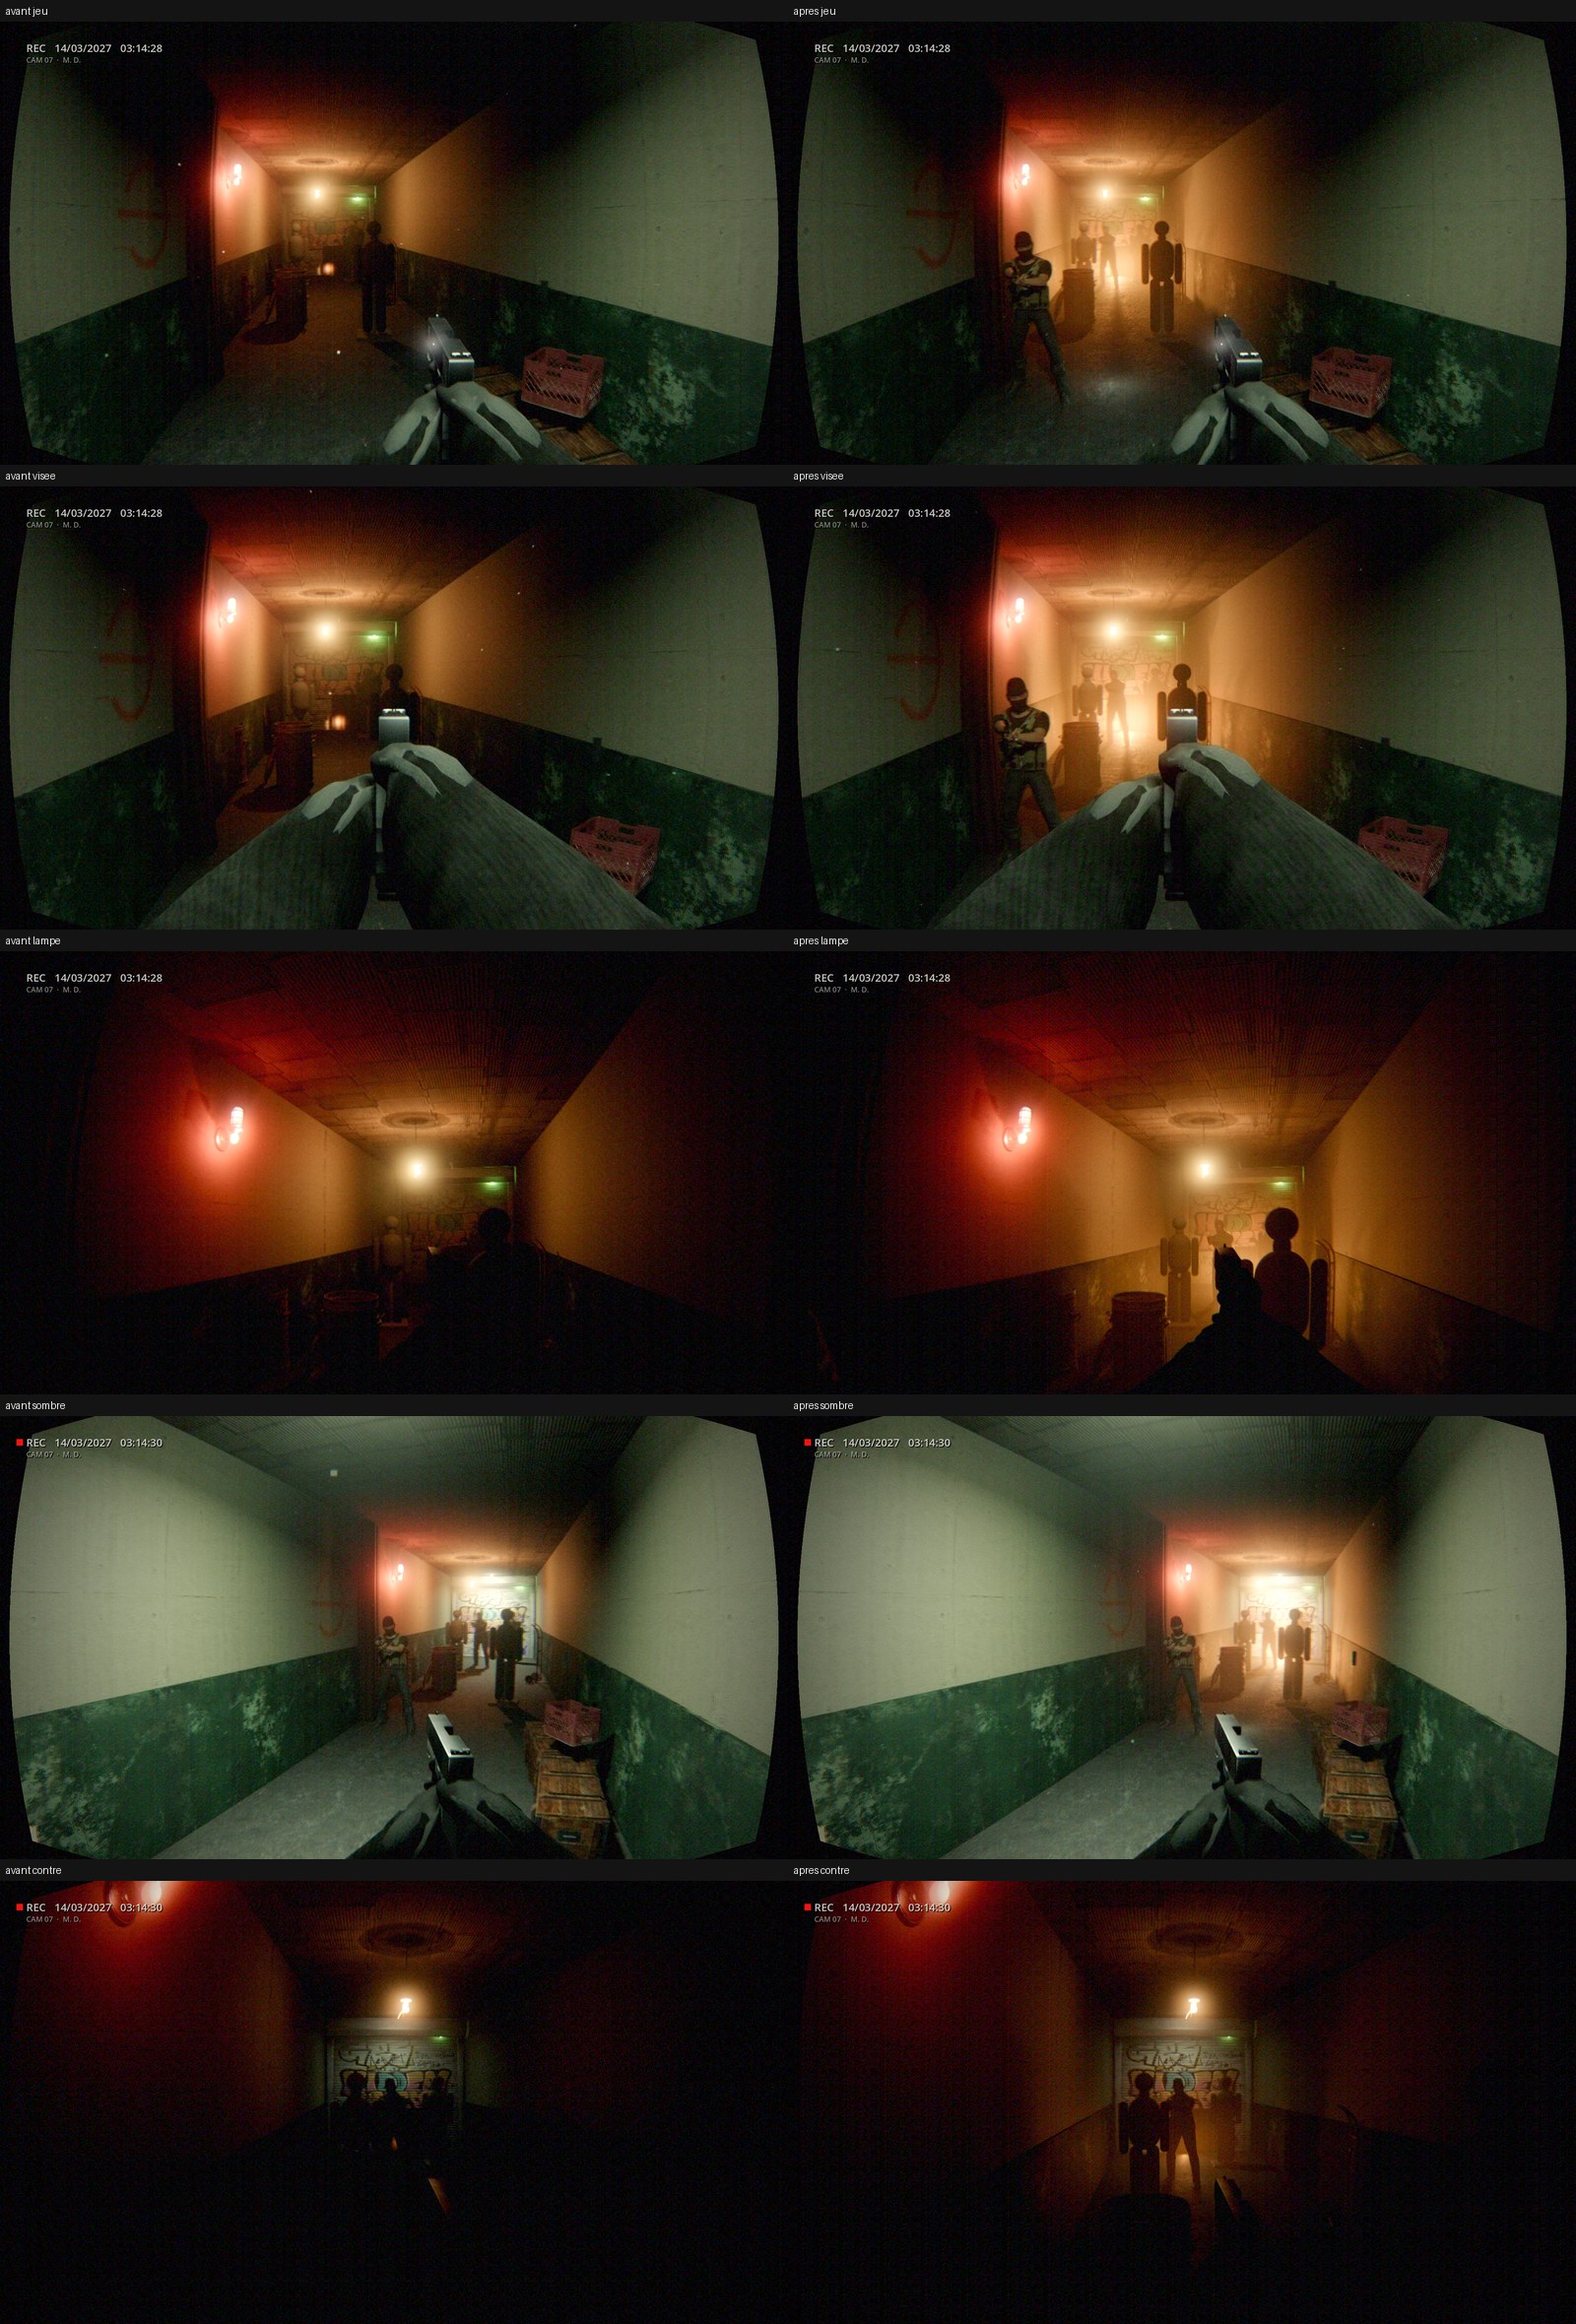 avant jeu
apres jeu
REC 14/03/2027 03:14:28
CAM 07 · M. D.
REC 14/03/2027 03:14:28
CAM 07 · M. D.
avant visee
apres visee
REC 14/03/2027 03:14:28
CAM 07 · M. D.
REC 14/03/2027 03:14:28
CAM 07 · M. D.
avant lampe
apres lampe
REC 14/03/2027 03:14:28
CAM 07 · M. D.
REC 14/03/2027 03:14:28
CAM 07 · M. D.
avant sombre
apres sombre
REC 14/03/2027 03:14:30
CAM 07 · M. D.
REC 14/03/2027 03:14:30
CAM 07 · M. D.
avant contre
apres contre
REC 14/03/2027 03:14:30
CAM 07 · M. D.
REC 14/03/2027 03:14:30
CAM 07 · M. D.